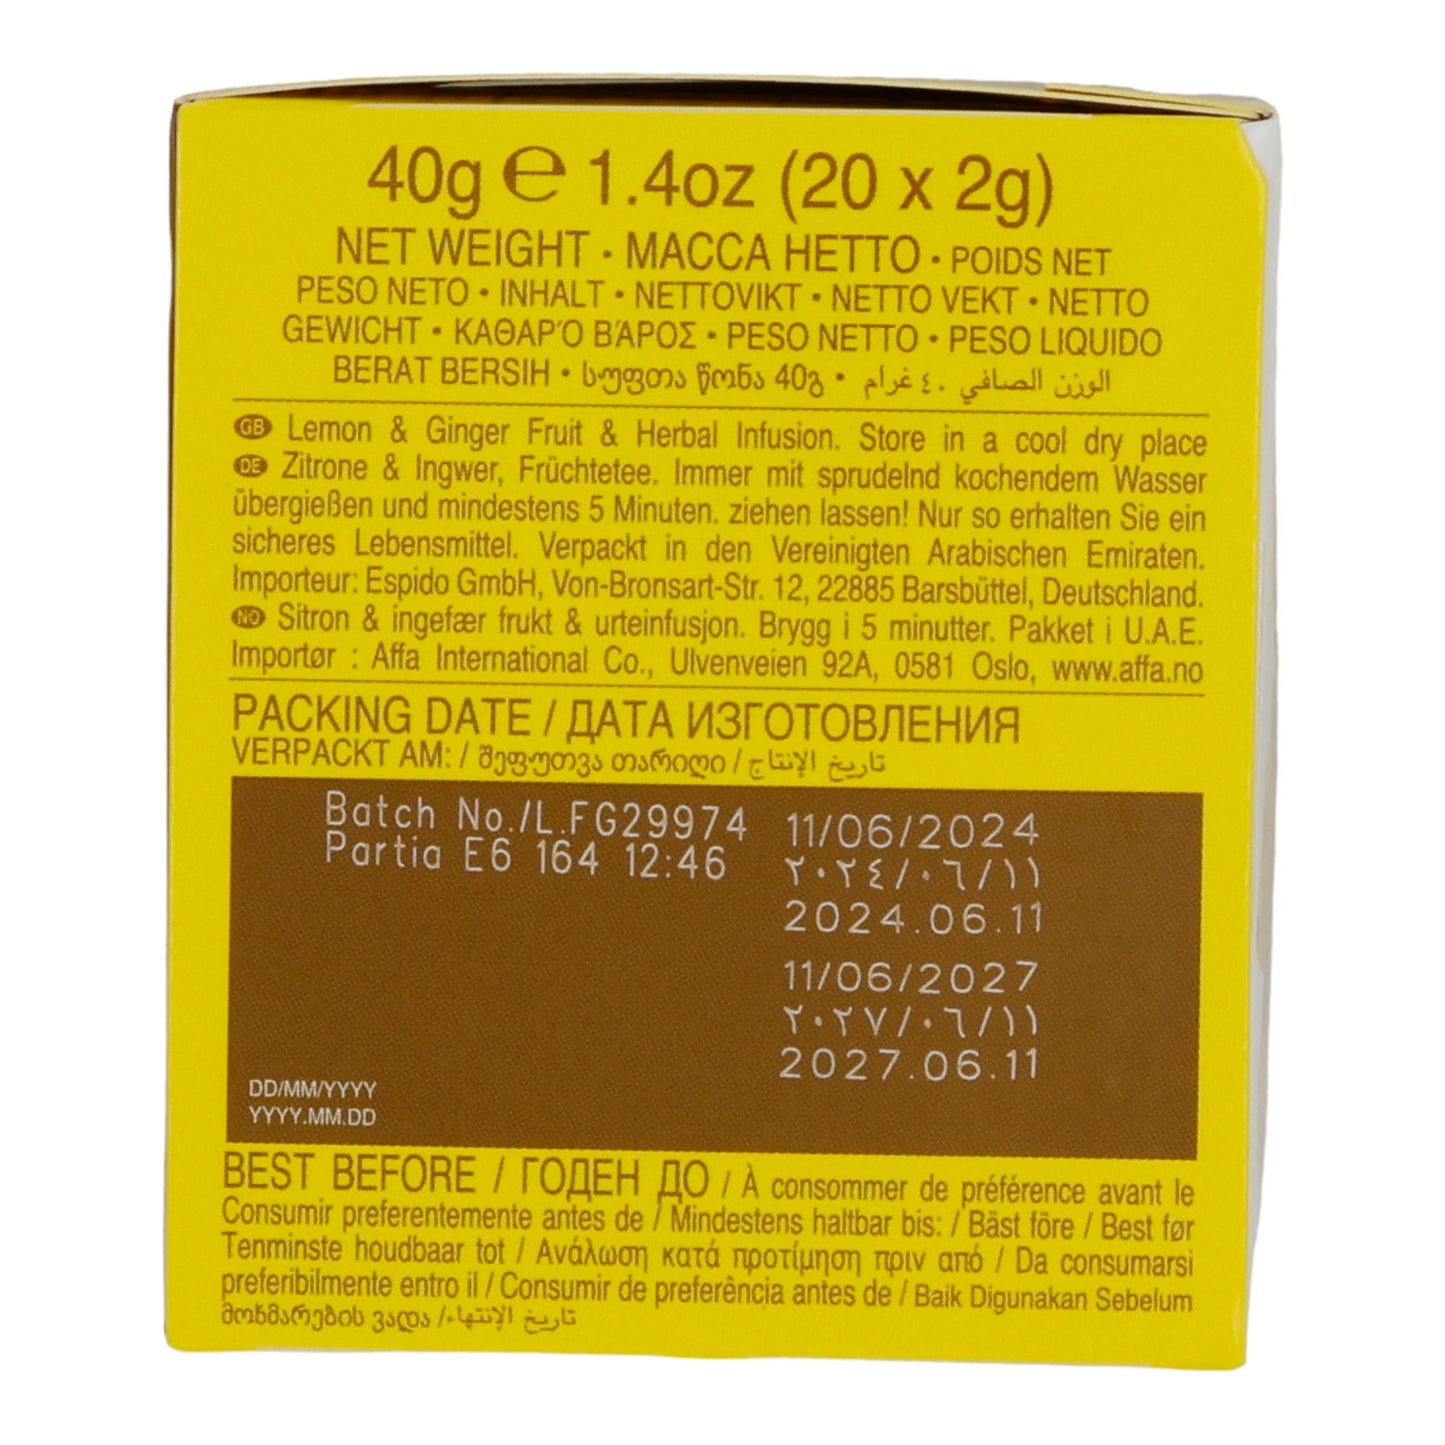 40g ℮ 1.4oz (20 x 2g)
NET WEIGHT • МАССА НЕТТО • POIDS NET
PESO NETO • INHALT • NETTOVIKT • NETTO VEKT • NETTO
GEWICHT • ΚΑΘΑΡ'Ο Β'ΑΡΟΣ • PESO NETTO • PESO LIQUIDO
BERAT BERSIH • სუფთა წონა 40გ • الوزن الصافي ٤٠ غرام
GB Lemon & Ginger Fruit & Herbal Infusion. Store in a cool dry place
DE Zitrone & Ingwer, Früchtetee. Immer mit sprudelnd kochendem Wasser
übergießen und mindestens 5 Minuten. ziehen lassen! Nur so erhalten Sie ein
sicheres Lebensmittel. Verpackt in den Vereinigten Arabischen Emiraten.
Importeur: Espido GmbH, Von-Bronsart-Str. 12, 22885 Barsbüttel, Deutschland.
NO Sitron & ingefær frukt & urteinfusjon. Brygg i 5 minutter. Pakket i U.A.E.
Importør : Affa International Co., Ulvenveien 92A, 0581 Oslo, www.affa.no
PACKING DATE / ДАТА ИЗГОТОВЛЕНИЯ
VERPACKT AM: / შეფუთვა თარიღი / تاريخ الإنتاج
Batch No./L.FG29974 11/06/2024
Partia E6 164 12:46 ٢٠٢٤/٠٦/١١
2024.06.11
11/06/2027
٢٠٢٧/٠٦/١١
2027.06.11
DD/MM/YYYY
YYYY.MM.DD
BEST BEFORE / ГОДЕН ДО / À consommer de préférence avant le
Consumir preferentemente antes de / Mindestens haltbar bis: / Bäst före / Best før
Tenminste houdbaar tot / Ανάλωση κατά προτίμηση πριν από / Da consumarsi
preferibilmente entro il / Consumir de preferência antes de / Baik Digunakan Sebelum
მოხმარების ვადა / تاريخ الإنتهاء